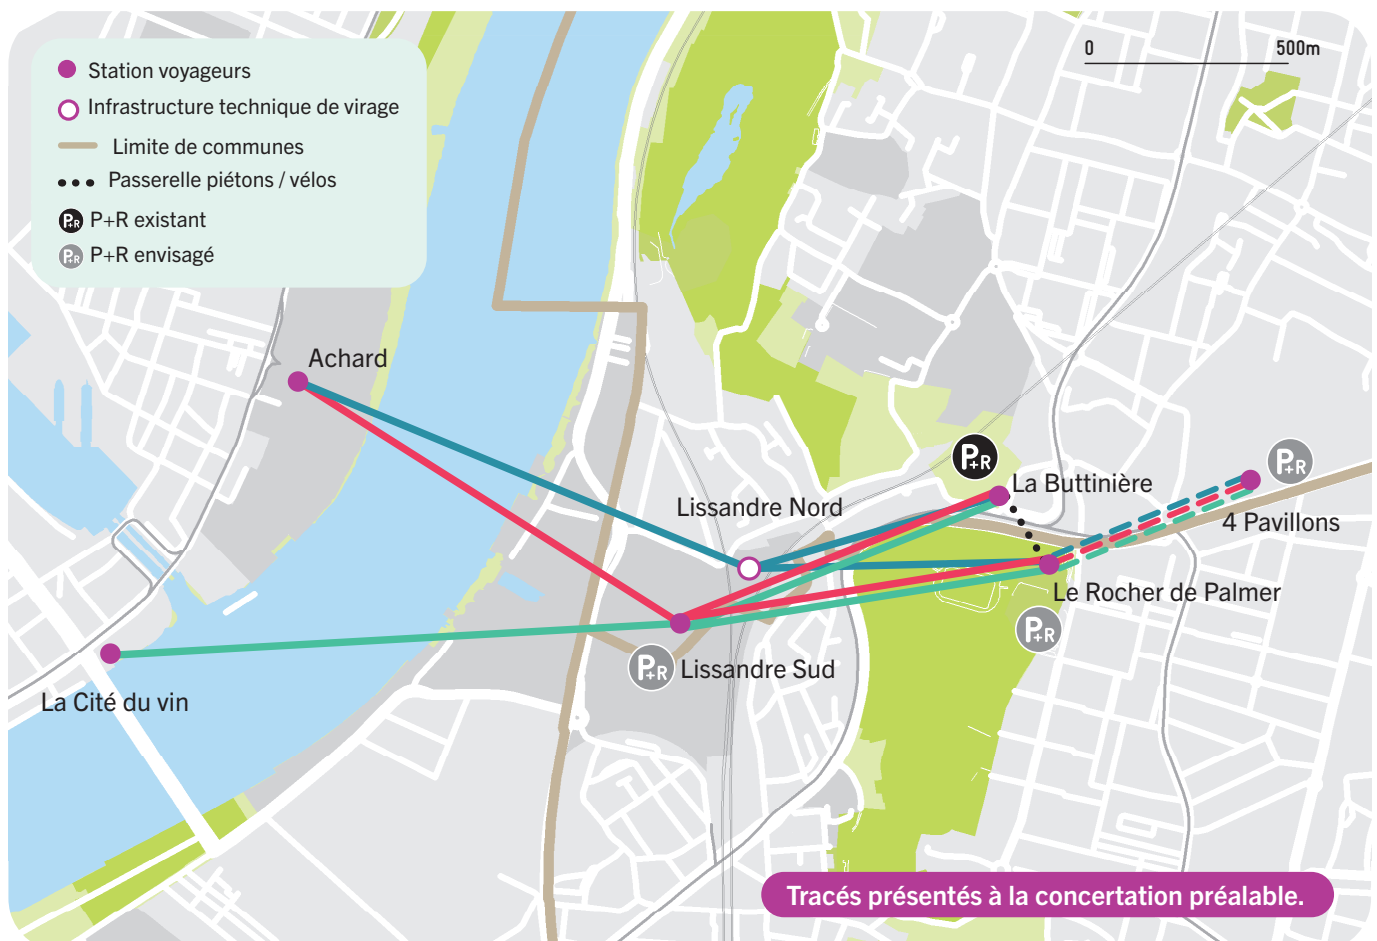 Station voyageurs
Infrastructure technique de virage
Limite de communes
Passerelle piétons / vélos
P+R P+R existant
P+R P+R envisagé
0 500m
Achard
P+R
La Buttinière
P+R
Lissandre Nord
4 Pavillons
Le Rocher de Palmer
P+R
P+R Lissandre Sud
La Cité du vin
Tracés présentés à la concertation préalable.